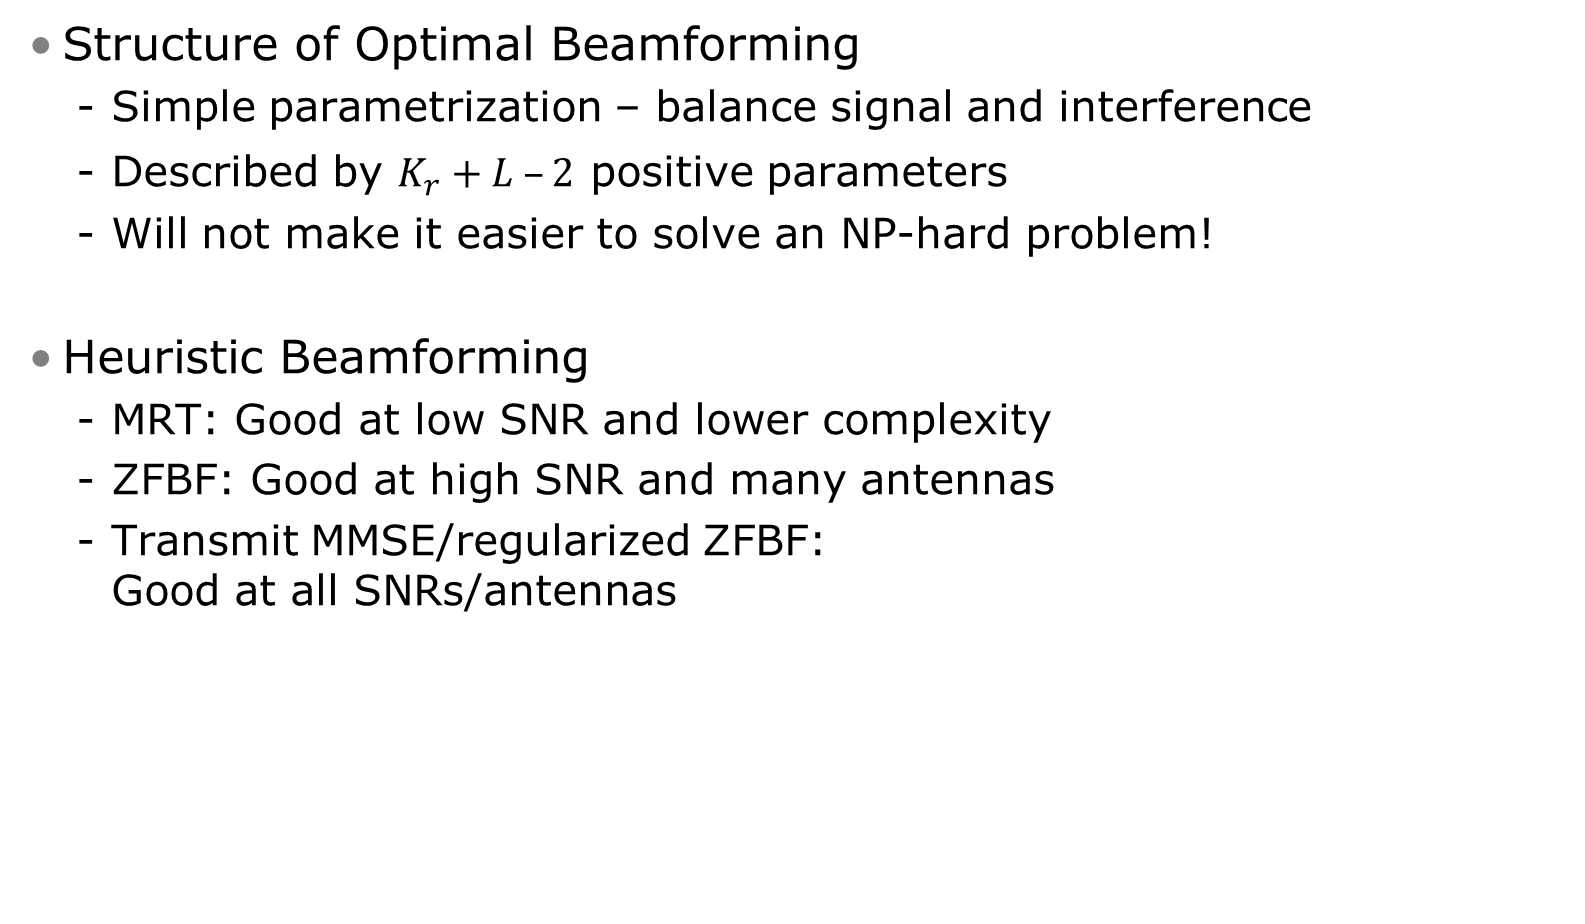 • Structure of Optimal Beamforming
- Simple parametrization – balance signal and interference
- Described by K_r + L – 2 positive parameters
- Will not make it easier to solve an NP-hard problem!
• Heuristic Beamforming
- MRT: Good at low SNR and lower complexity
- ZFBF: Good at high SNR and many antennas
- Transmit MMSE/regularized ZFBF:
Good at all SNRs/antennas